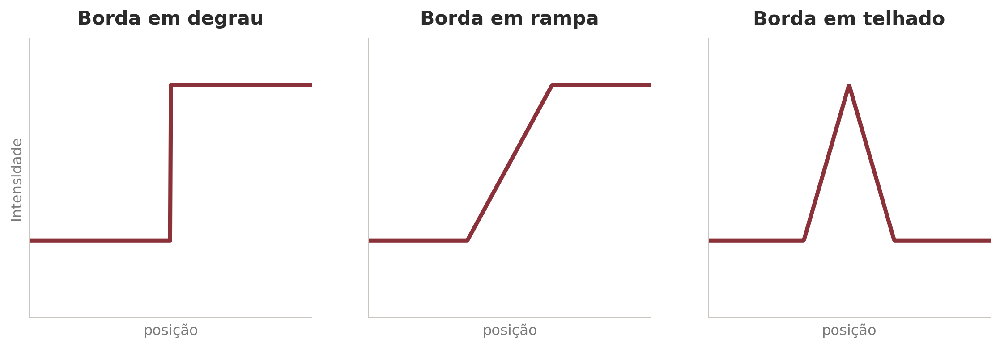 Borda em degrau
intensidade
posição
Borda em rampa
posição
Borda em telhado
posição